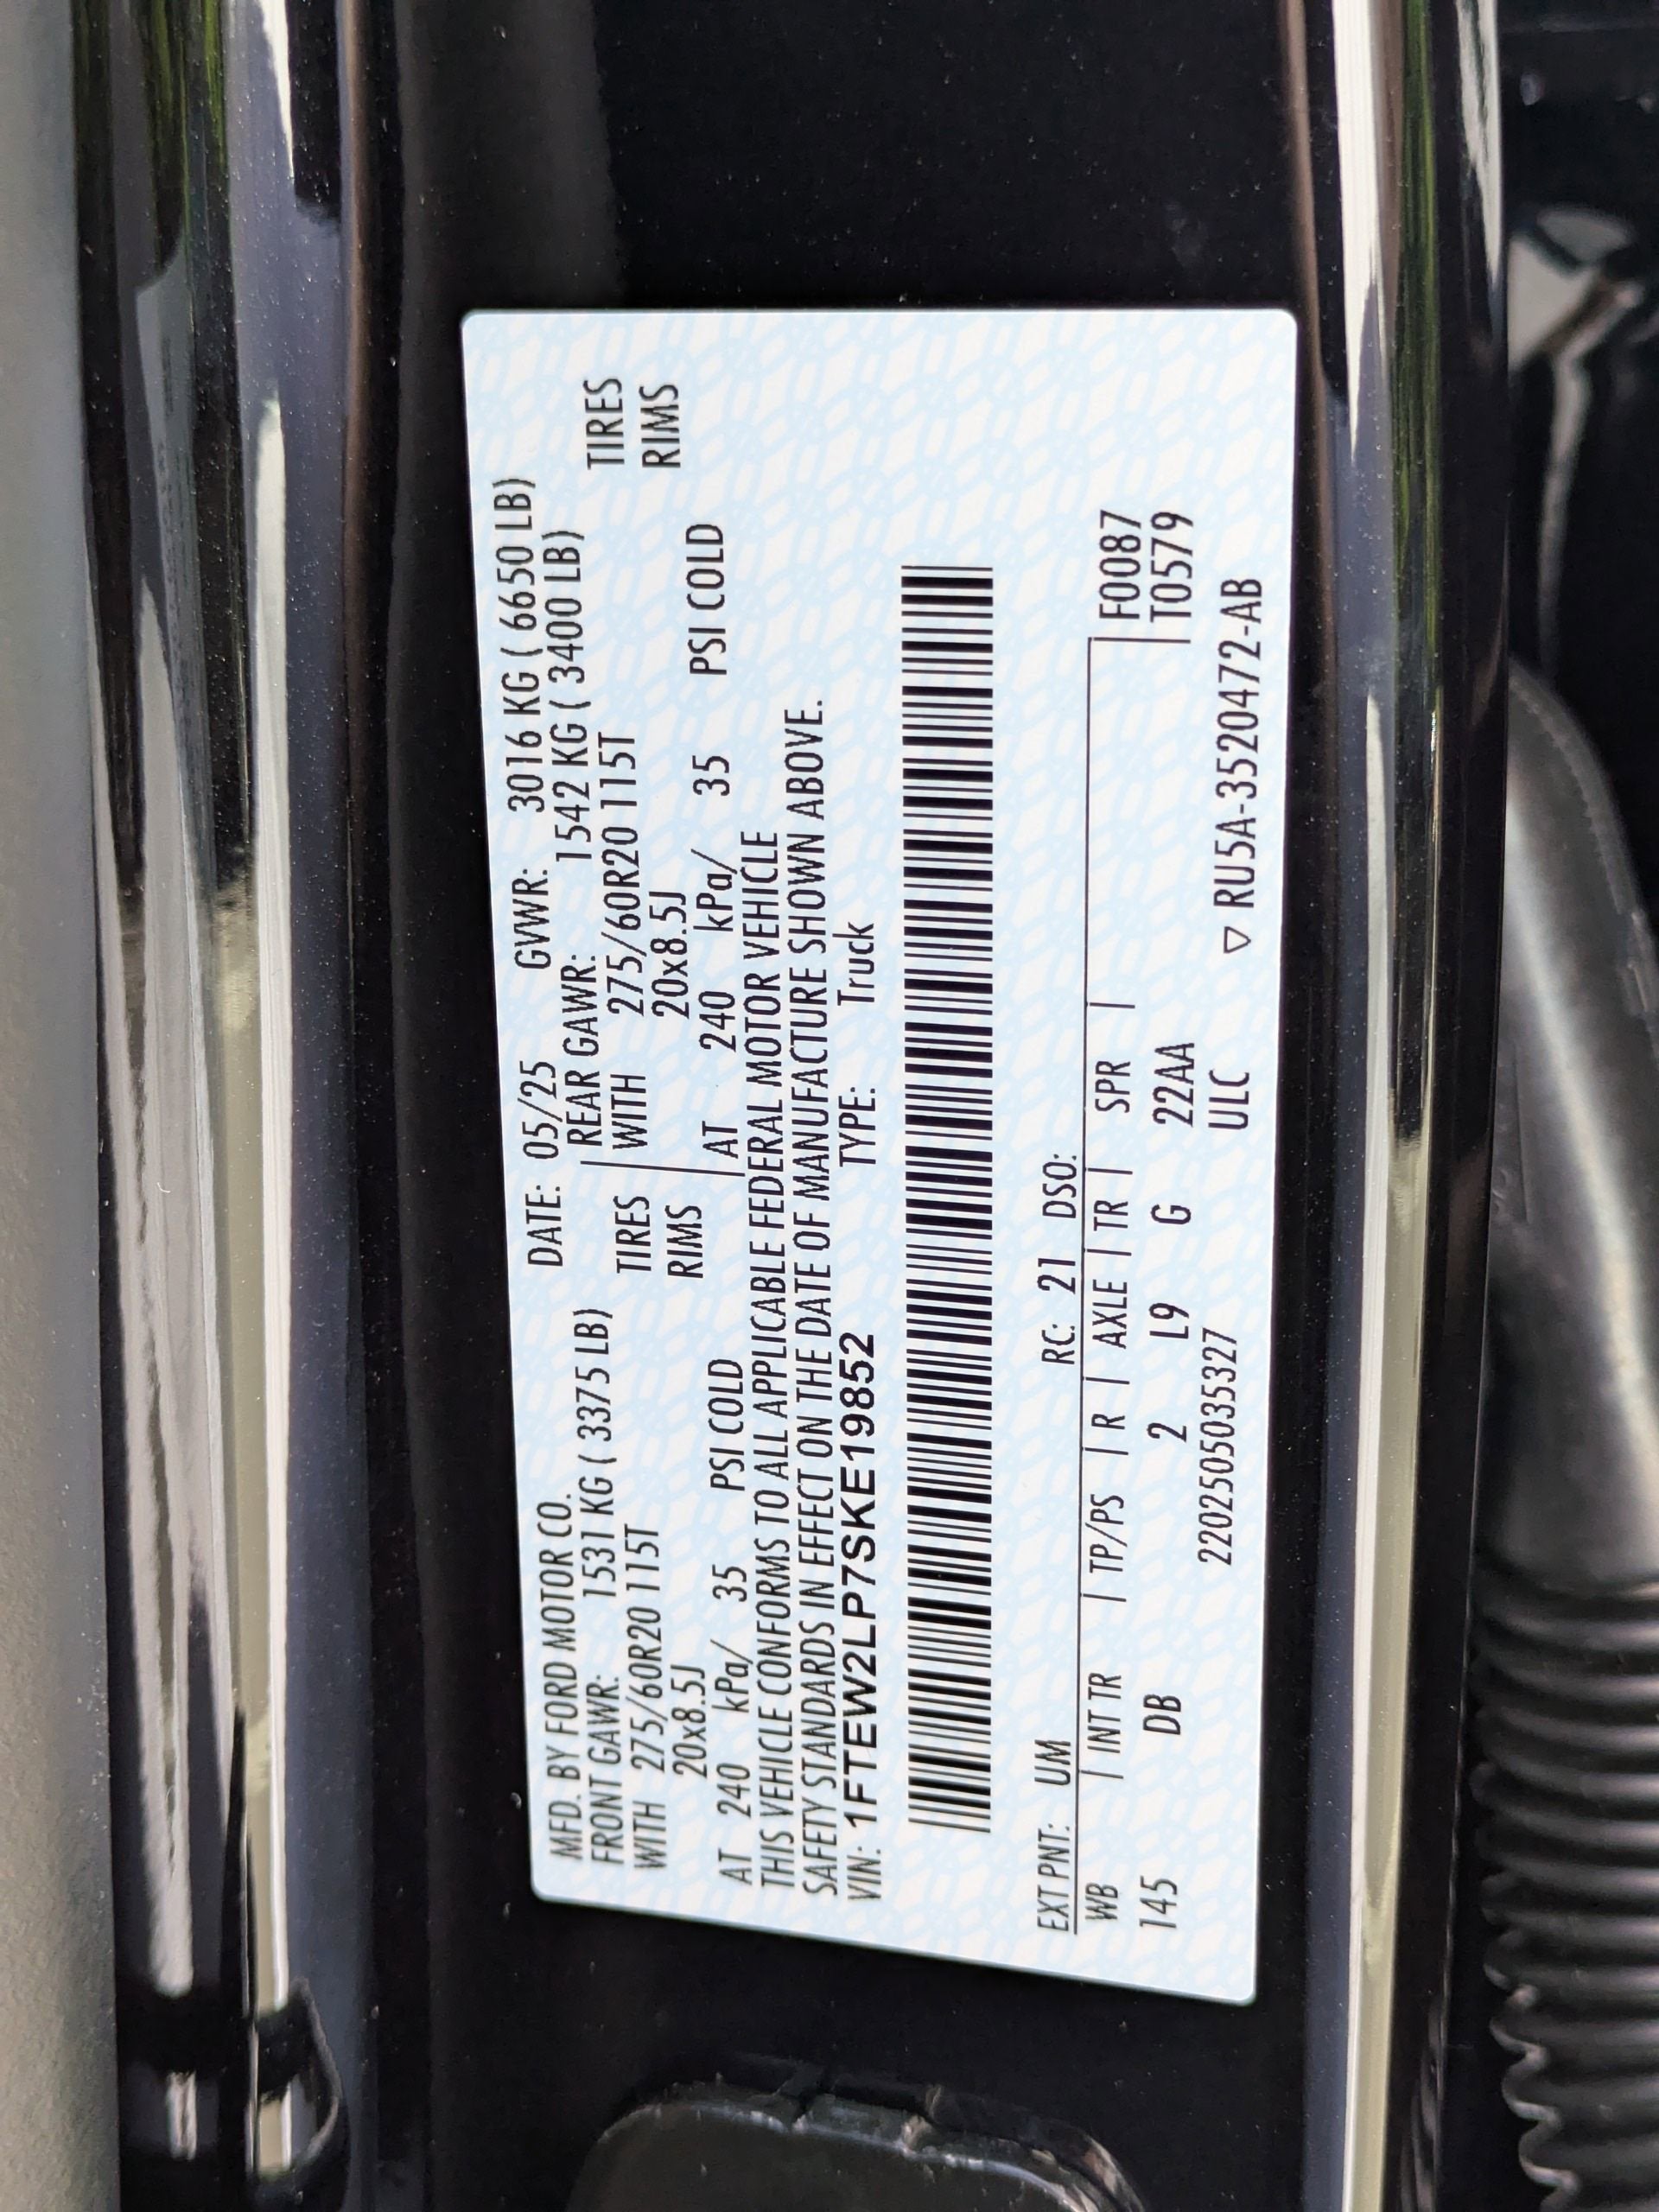 MFD. BY FORD MOTOR CO. DATE: 05/25 GVWR: 3016 KG ( 6650 LB)
FRONT GAWR: 1531 KG ( 3375 LB) REAR GAWR: 1542 KG ( 3400 LB)
WITH 275/60R20 115T TIRES WITH 275/60R20 115T TIRES
20x8.5J RIMS 20x8.5J RIMS
AT 240 kPa/ 35 PSI COLD AT 240 kPa/ 35 PSI COLD
THIS VEHICLE CONFORMS TO ALL APPLICABLE FEDERAL MOTOR VEHICLE
SAFETY STANDARDS IN EFFECT ON THE DATE OF MANUFACTURE SHOWN ABOVE.
VIN: 1FTEW2LP7SKE19852 TYPE: Truck
EXT PNT: UM RC: 21 DSO:
WB | INT TR | TP/PS | R | AXLE | TR | SPR | F0087
145 DB 2 L9 G 22AA T0579
2202505035327 ULC ▽ RU5A-3520472-AB